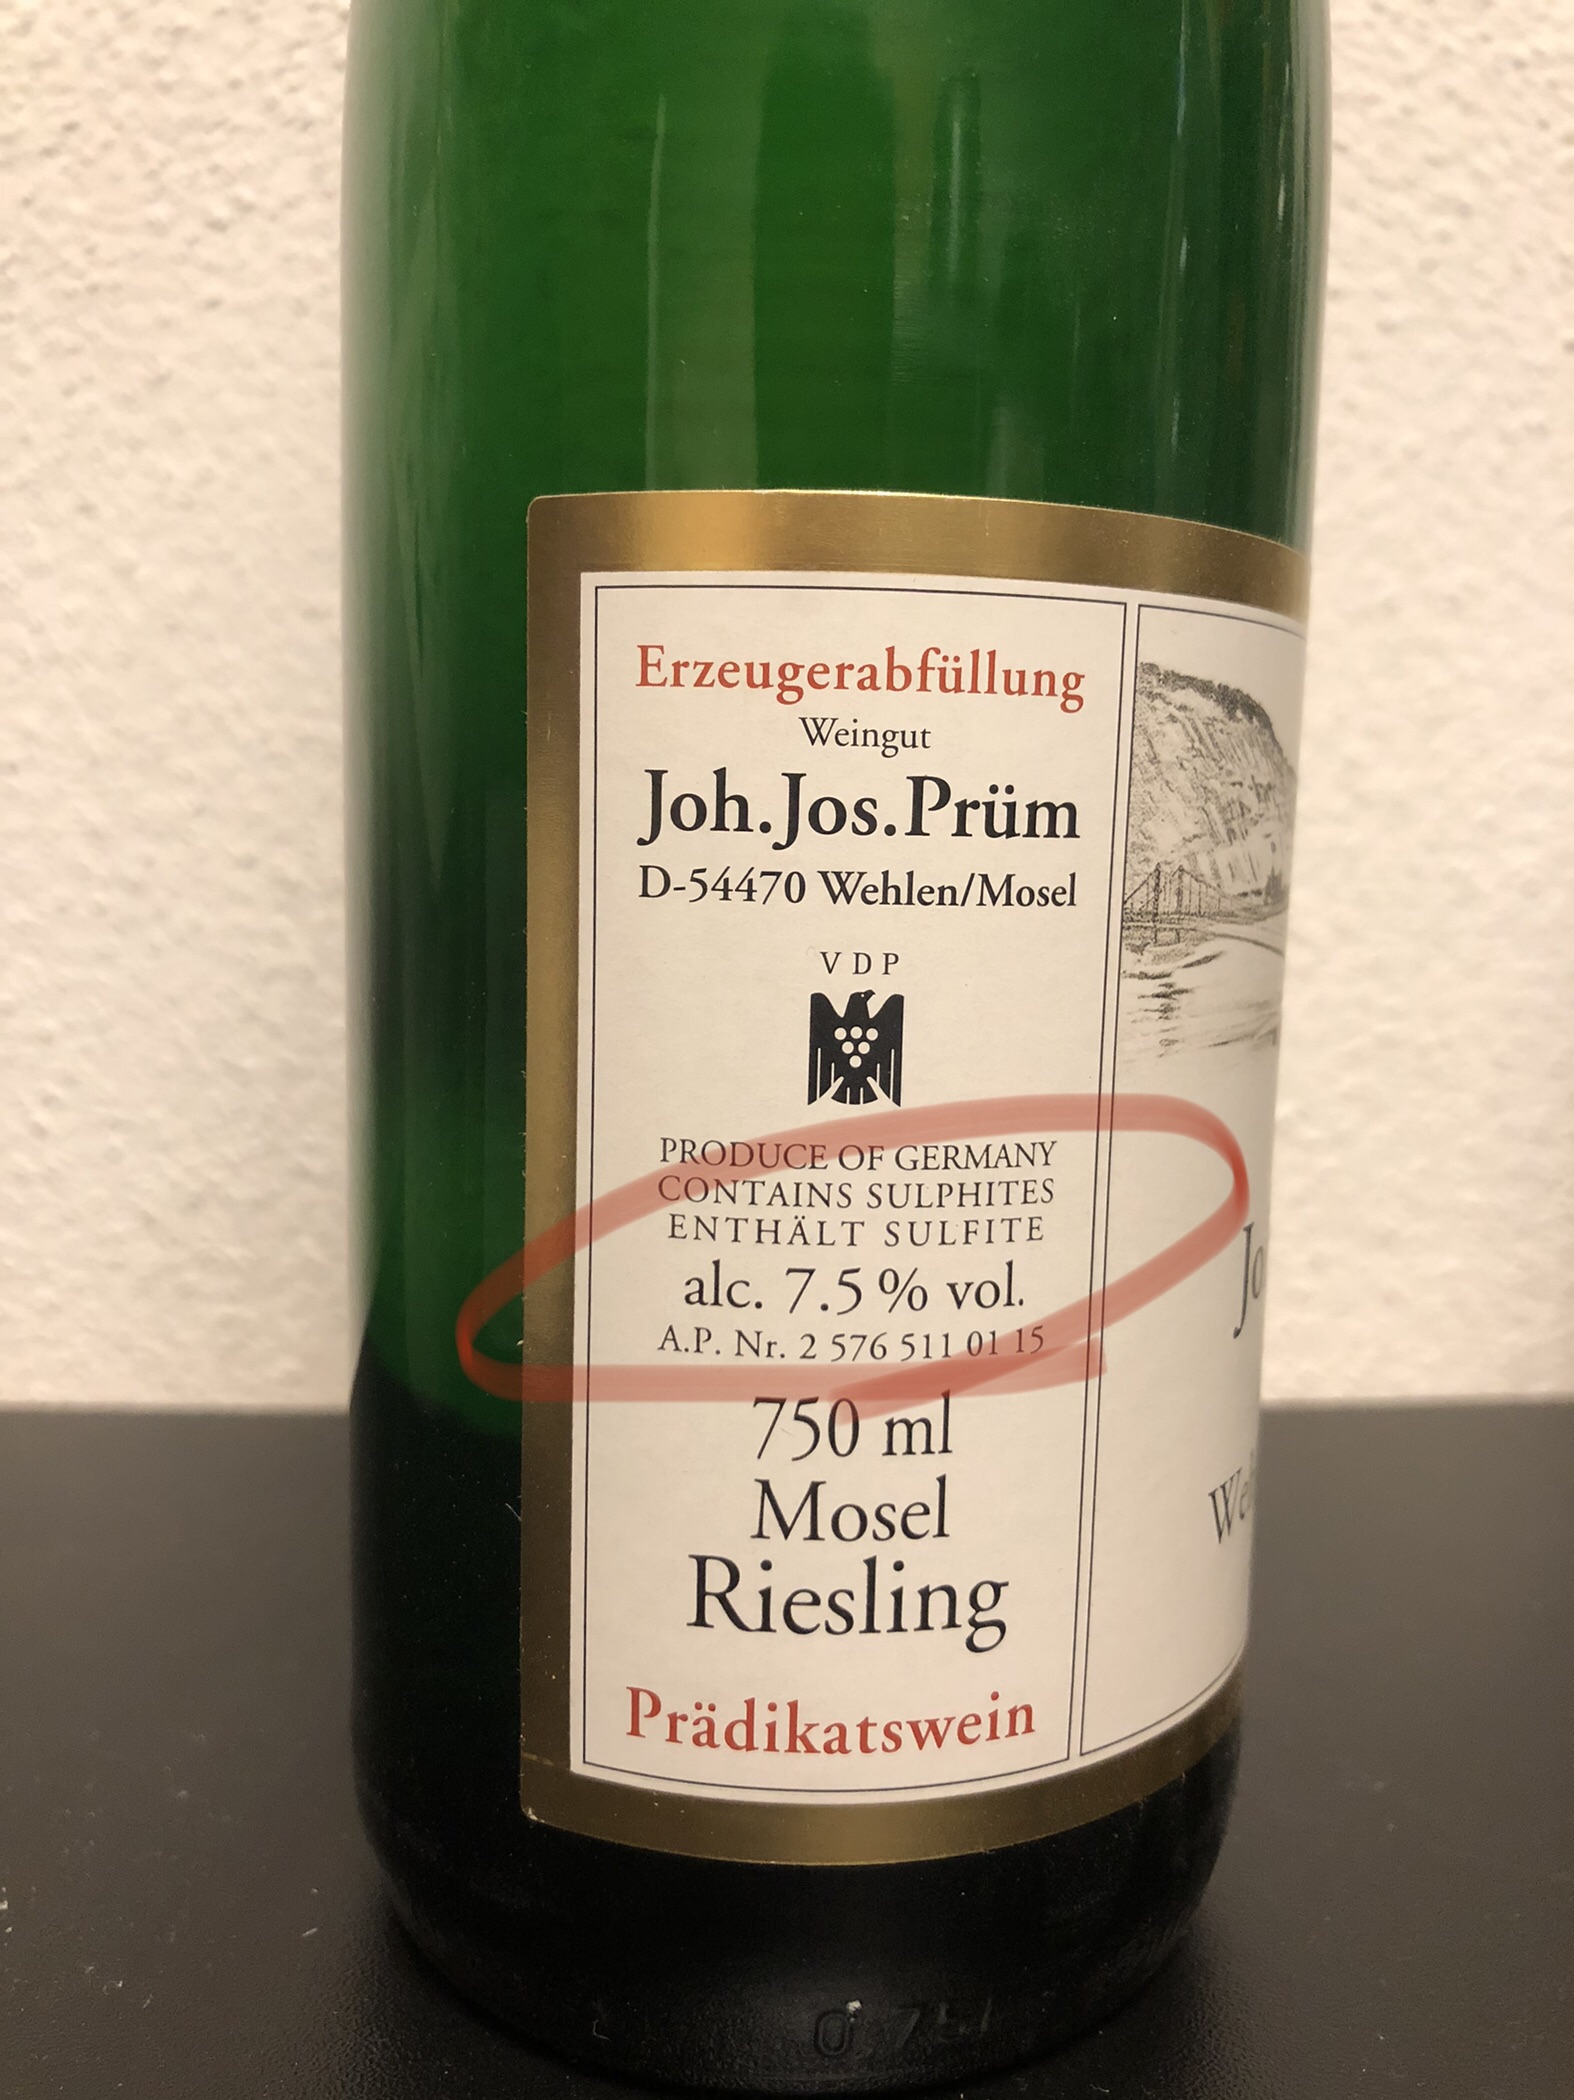 Erzeugerabfüllung
Weingut
Joh.Jos.Prüm
D-54470 Wehlen/Mosel
VDP
PRODUCE OF GERMANY
CONTAINS SULPHITES
ENTHÄLT SULFITE
alc. 7.5 % vol.
A.P. Nr. 2 576 511 01 15
750 ml
Mosel
Riesling
Prädikatswein